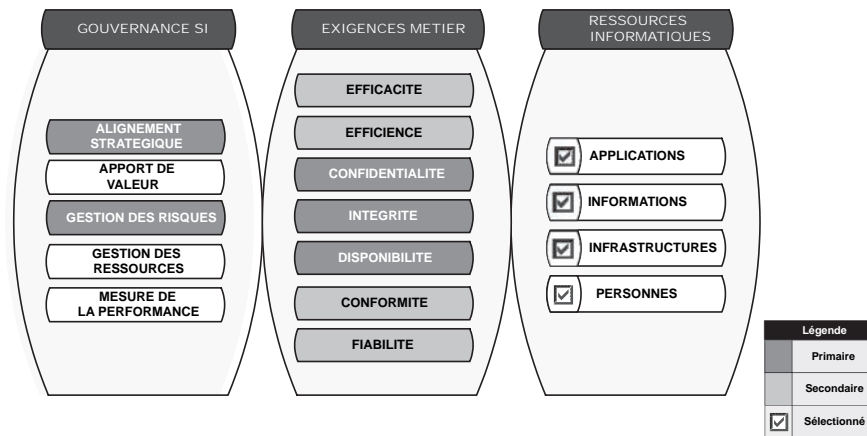 GOUVERNANCE SI
ALIGNEMENT
STRATEGIQUE
APPORT DE
VALEUR
GESTION DES RISQUES
GESTION DES
RESSOURCES
MESURE DE
LA PERFORMANCE
EXIGENCES METIER
EFFICACITE
EFFICIENCE
CONFIDENTIALITE
INTEGRITE
DISPONIBILITE
CONFORMITE
FIABILITE
RESSOURCES
INFORMATIQUES
APPLICATIONS
INFORMATIONS
INFRASTRUCTURES
PERSONNES
Légende
Primaire
Secondaire
Sélectionné